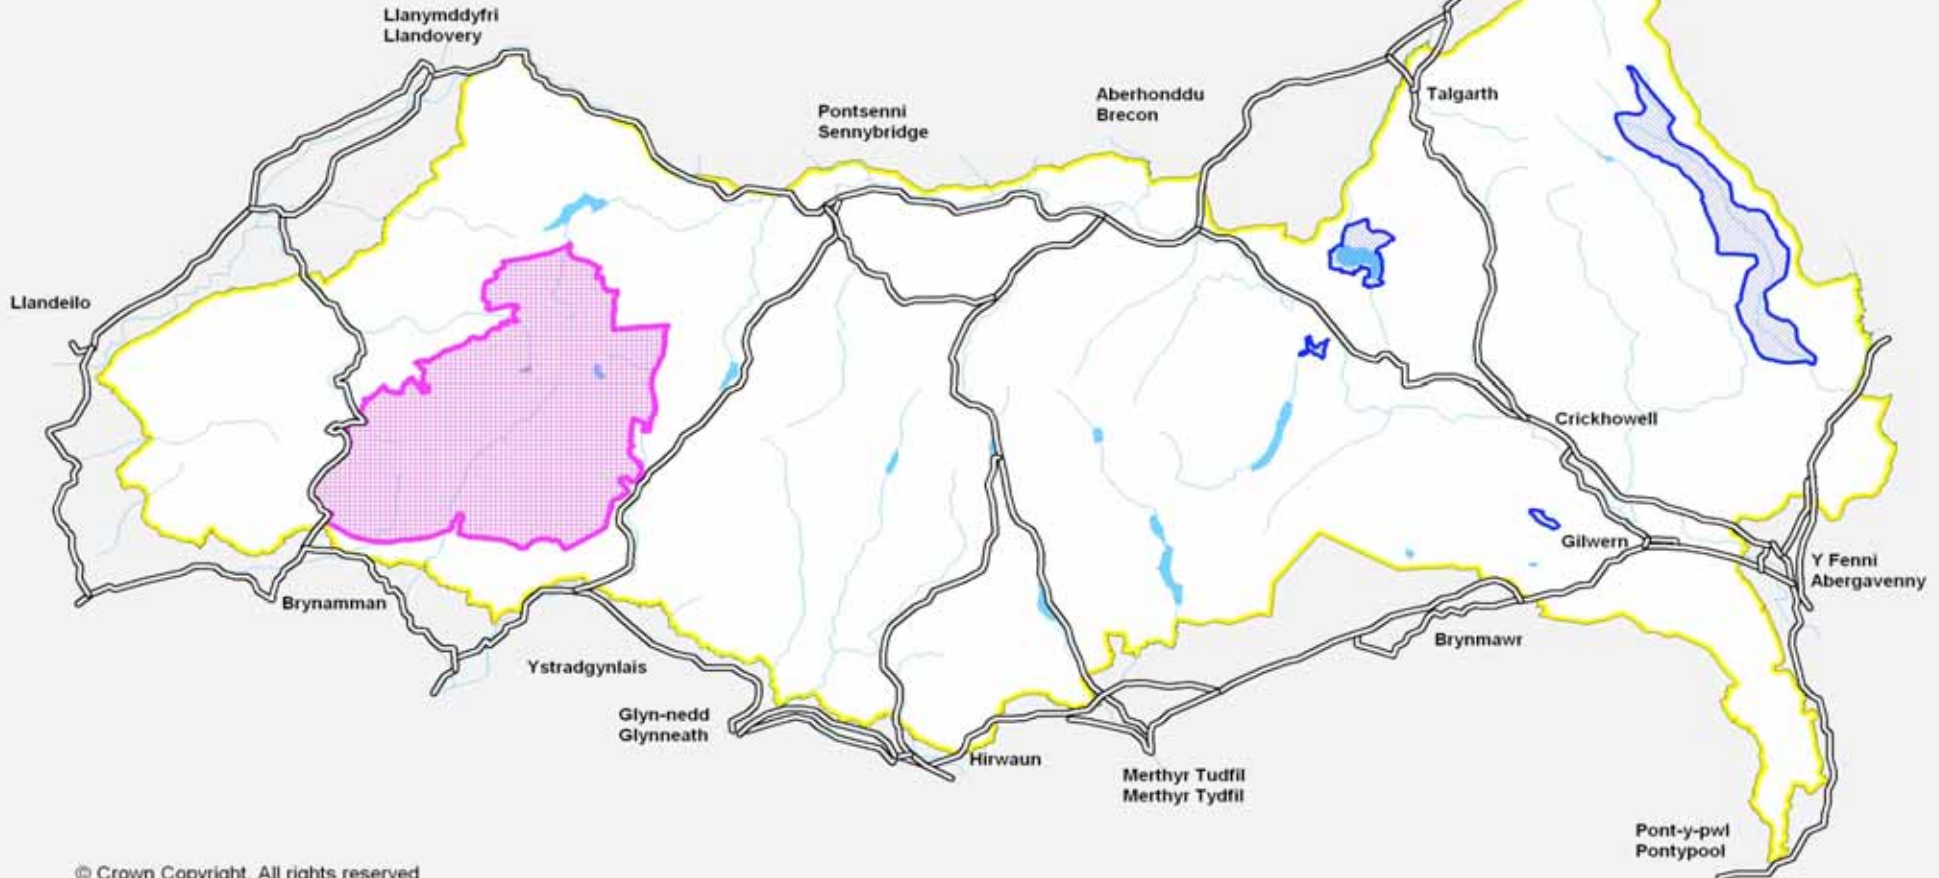 Llanymddyfri
Llandovery
Pontsenni
Sennybridge
Aberhonddu
Brecon
Talgarth
Llandeilo
Crickhowell
Gilwern
Y Fenni
Abergavenny
Brynamman
Brynmawr
Ystradgynlais
Glyn-nedd
Glynneath
Hirwaun
Merthyr Tudfil
Merthyr Tydfil
Pont-y-pwl
Pontypool
© Crown Copyright. All rights reserved